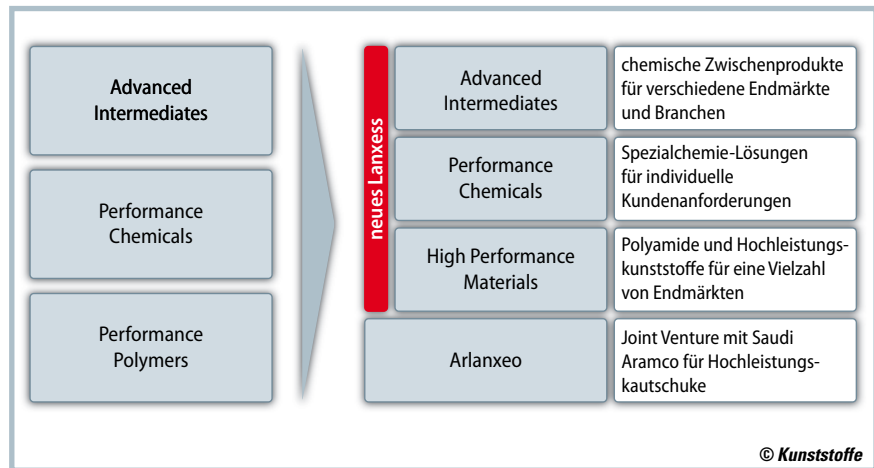 Advanced
Intermediates
Performance
Chemicals
Performance
Polymers
neues Lanxess
Advanced
Intermediates
chemische Zwischenprodukte
für verschiedene Endmärkte
und Branchen
Performance
Chemicals
Spezialchemie-Lösungen
für individuelle
Kundenanforderungen
High Performance
Materials
Polyamide und Hochleistungs-
kunststoffe für eine Vielzahl
von Endmärkten
Arlanxeo
Joint Venture mit Saudi
Aramco für Hochleistungs-
kautschuke
© Kunststoffe